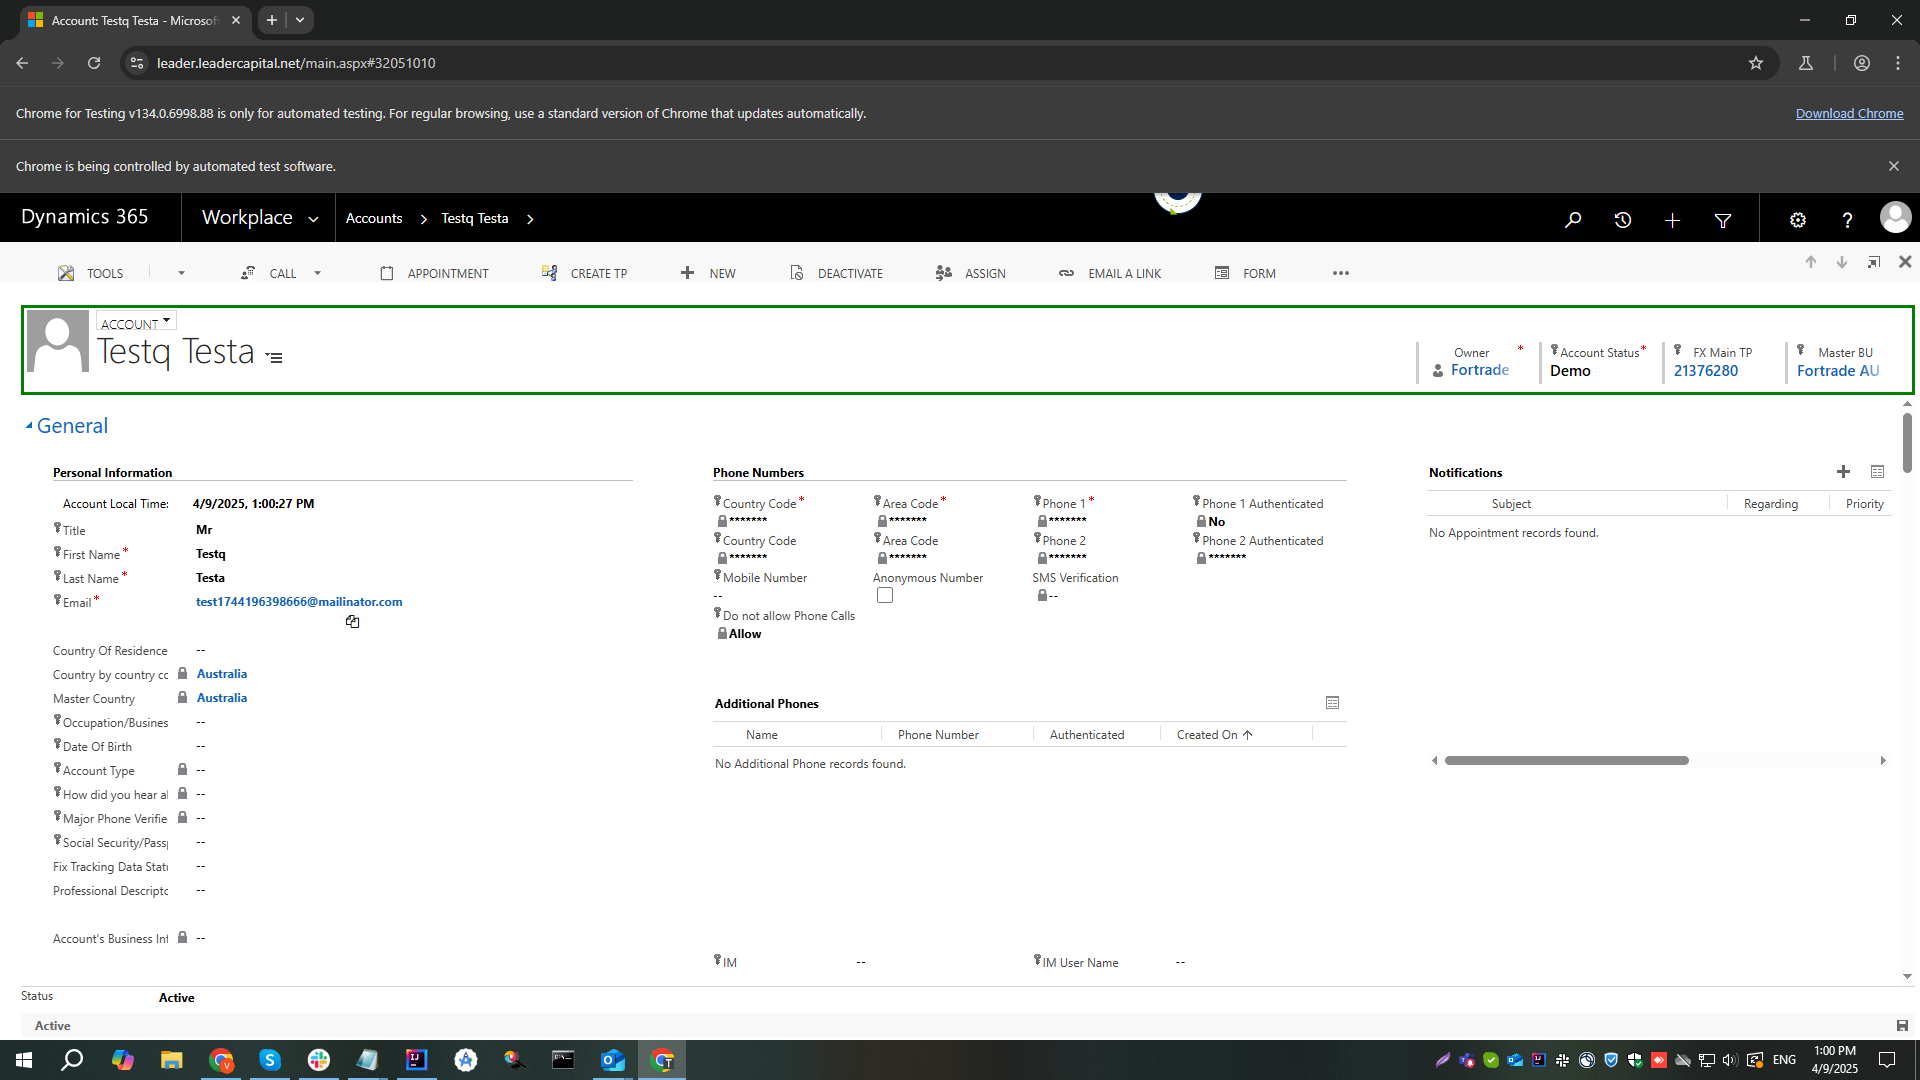 Account: Testq Testa - Microsof
leader.leadercapital.net/main.aspx#32051010
Chrome for Testing v134.0.6998.88 is only for automated testing. For regular browsing, use a standard version of Chrome that updates automatically.
Download Chrome
Chrome is being controlled by automated test software.
Dynamics 365
Workplace
Accounts > Testq Testa >
TOOLS
CALL
APPOINTMENT
CREATE TP
NEW
DEACTIVATE
ASSIGN
EMAIL A LINK
FORM
ACCOUNT
Testq Testa
Owner *
Fortrade
Account Status *
Demo
FX Main TP
21376280
Master BU
Fortrade AU
General
Personal Information
Account Local Time: 4/9/2025, 1:00:27 PM
Title Mr
First Name * Testq
Last Name * Testa
Email * test1744196398666@mailinator.com
Country Of Residence --
Country by country co Australia
Master Country Australia
Occupation/Busines --
Date Of Birth --
Account Type --
How did you hear al --
Major Phone Verifie --
Social Security/Pass --
Fix Tracking Data Statu --
Professional Descripto --
Account's Business Int --
Phone Numbers
Country Code * Area Code * Phone 1 * Phone 1 Authenticated
******* ******* ******* No
Country Code Area Code Phone 2 Phone 2 Authenticated
******* ******* ******* *******
Mobile Number Anonymous Number SMS Verification
-- --
Do not allow Phone Calls
Allow
Additional Phones
Name Phone Number Authenticated Created On
No Additional Phone records found.
IM -- IM User Name --
Notifications
Subject Regarding Priority
No Appointment records found.
Status Active
Active
ENG
1:00 PM
4/9/2025